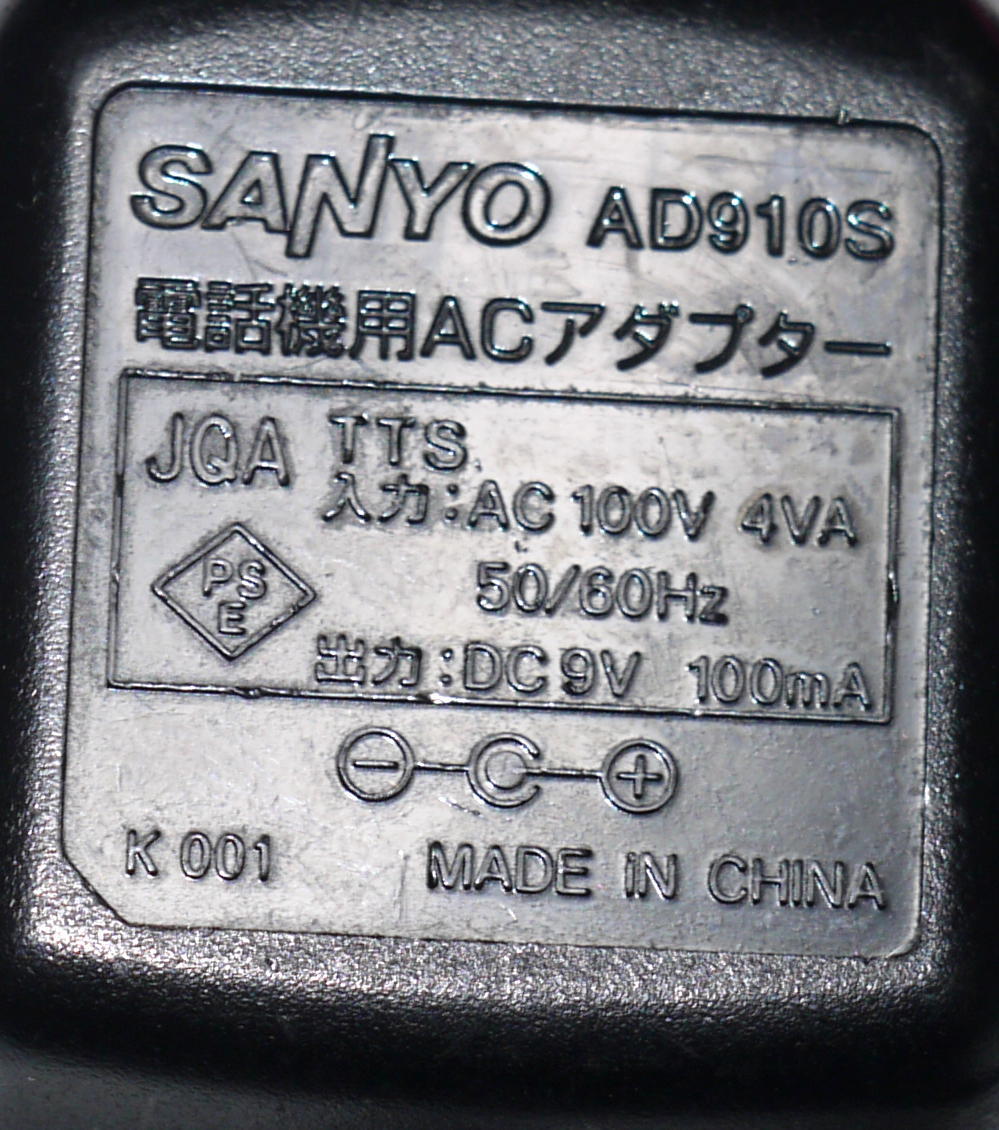 SANYO AD910S
電話機用ACアダプター
JQA TTS
入力:AC 100V 4VA
50/60Hz
PS
E
出力:DC 9V 100mA
K 001 MADE IN CHINA